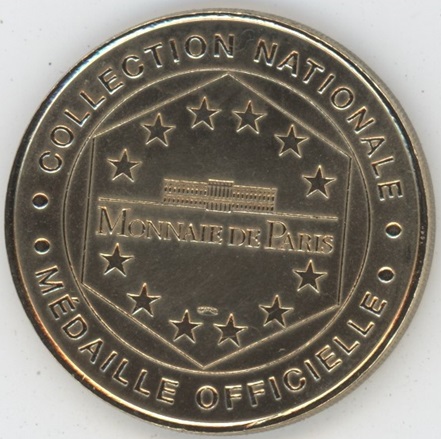 COLLECTION NATIONALE
MONNAIE DE PARIS
MÉDAILLE OFFICIELLE